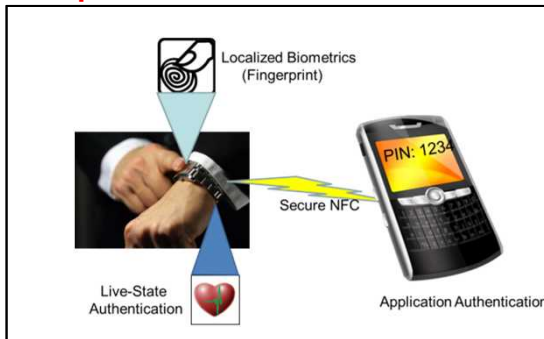 Localized Biometrics
(Fingerprint)
PIN: 1234
Secure NFC
Live-State
Authentication
Application Authentication